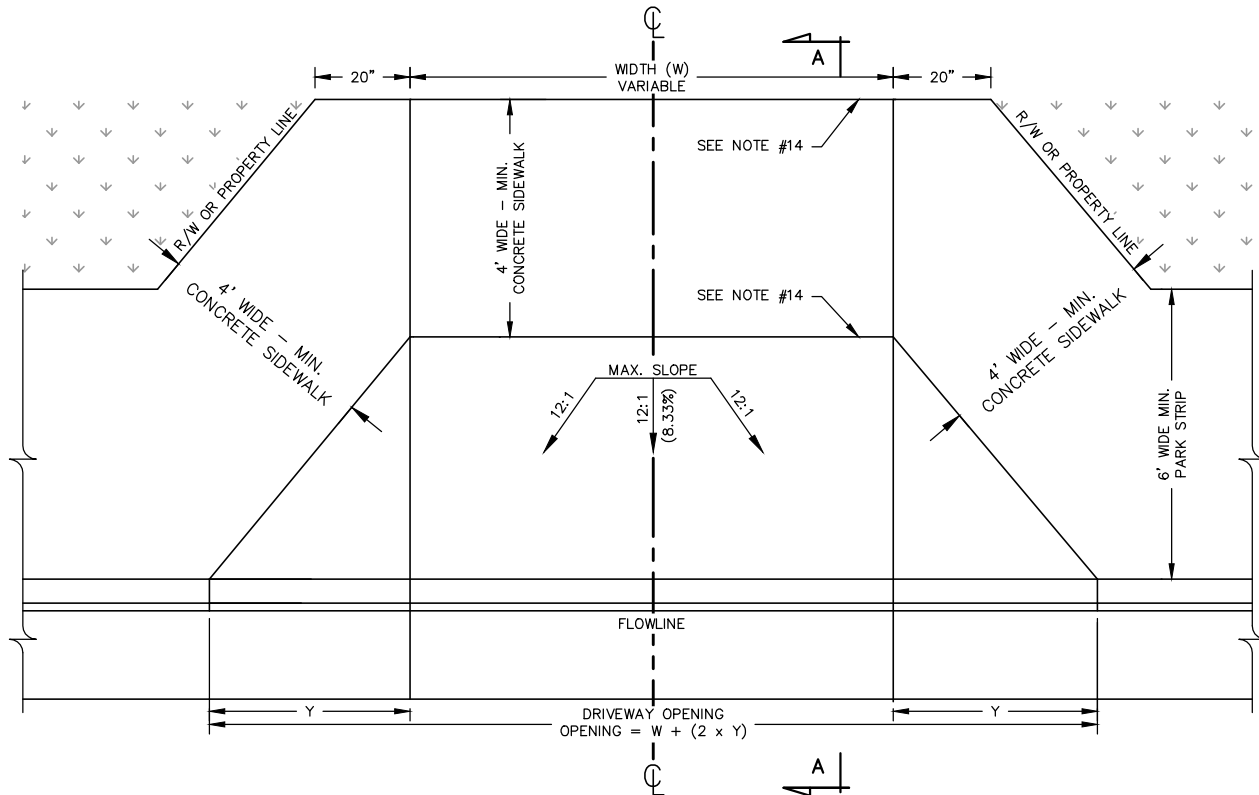 ℄
A
20"
WIDTH (W)
VARIABLE
20"
R/W OR PROPERTY LINE
4' WIDE – MIN.
CONCRETE SIDEWALK
SEE NOTE #14
R/W OR PROPERTY LINE
4' WIDE – MIN.
CONCRETE SIDEWALK
SEE NOTE #14
4' WIDE – MIN.
CONCRETE SIDEWALK
MAX. SLOPE
12:1
12:1
(8.33%)
12:1
6' WIDE MIN.
PARK STRIP
FLOWLINE
Y
DRIVEWAY OPENING
OPENING = W + (2 x Y)
Y
A
℄